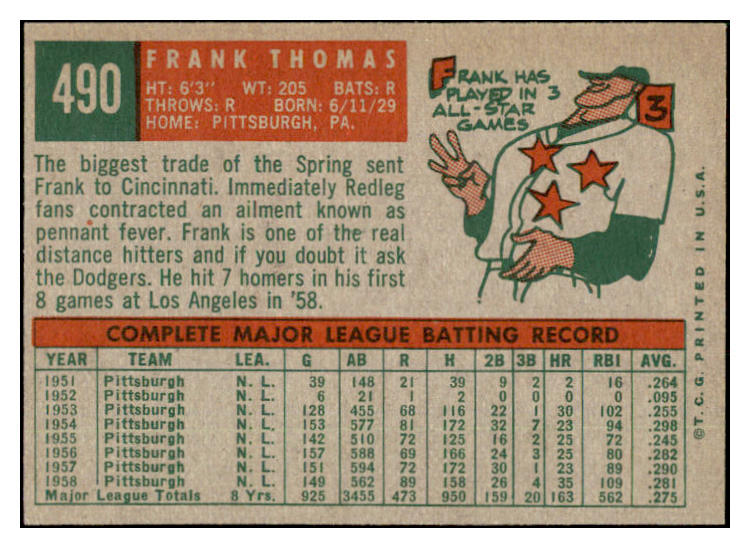 490
FRANK THOMAS
HT: 6'3" WT: 205 BATS: R
THROWS: R BORN: 6/11/29
HOME: PITTSBURGH, PA.
FRANK HAS
PLAYED IN 3
ALL-STAR
GAMES
3
The biggest trade of the Spring sent
Frank to Cincinnati. Immediately Redleg
fans contracted an ailment known as
pennant fever. Frank is one of the real
distance hitters and if you doubt it ask
the Dodgers. He hit 7 homers in his first
8 games at Los Angeles in '58.
COMPLETE MAJOR LEAGUE BATTING RECORD
YEAR TEAM LEA. G AB R H 2B 3B HR RBI AVG.
1951 Pittsburgh N. L. 39 148 21 39 9 2 2 16 .264
1952 Pittsburgh N. L. 6 21 1 2 0 0 0 0 .095
1953 Pittsburgh N. L. 128 455 68 116 22 1 30 102 .255
1954 Pittsburgh N. L. 153 577 81 172 32 7 23 94 .298
1955 Pittsburgh N. L. 142 510 72 125 16 2 25 72 .245
1956 Pittsburgh N. L. 157 588 69 166 24 3 25 80 .282
1957 Pittsburgh N. L. 151 594 72 172 30 1 23 89 .290
1958 Pittsburgh N. L. 149 562 89 158 26 4 35 109 .281
Major League Totals 8 Yrs. 925 3455 473 950 159 20 163 562 .275
©T.C.G. PRINTED IN U.S.A.